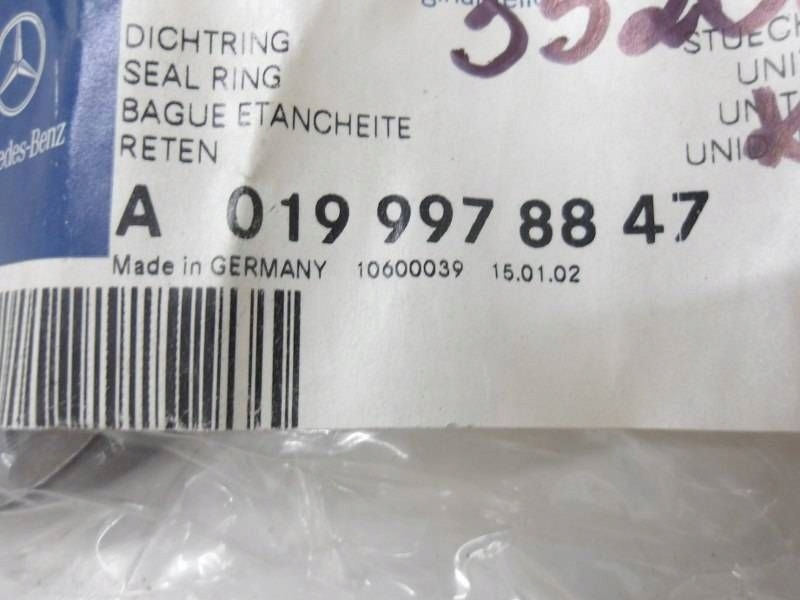 DICHTRING
SEAL RING
BAGUE ETANCHEITE
RETEN
A 019 997 88 47
Made in GERMANY 10600039 15.01.02